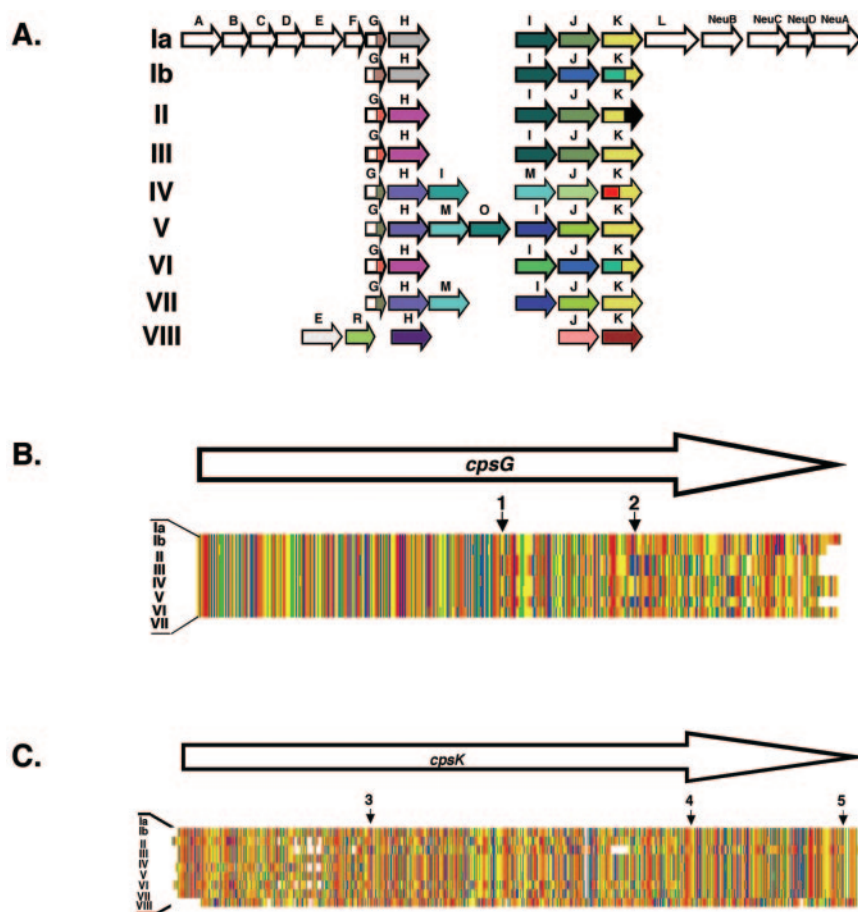 A.
A B C D E F G H I J K L NeuB NeuC NeuD NeuA
Ia
G H I J K
Ib
G H I J K
II
G H I J K
III
G H I M J K
IV
G H M O I J K
V
G H I J K
VI
G H M I J K
VII
E R H J K
VIII
B.
cpsG
1 2
Ia
Ib
II
III
IV
V
VI
VII
C.
cpsK
3 4 5
Ia
Ib
II
III
IV
V
VI
VII
VIII